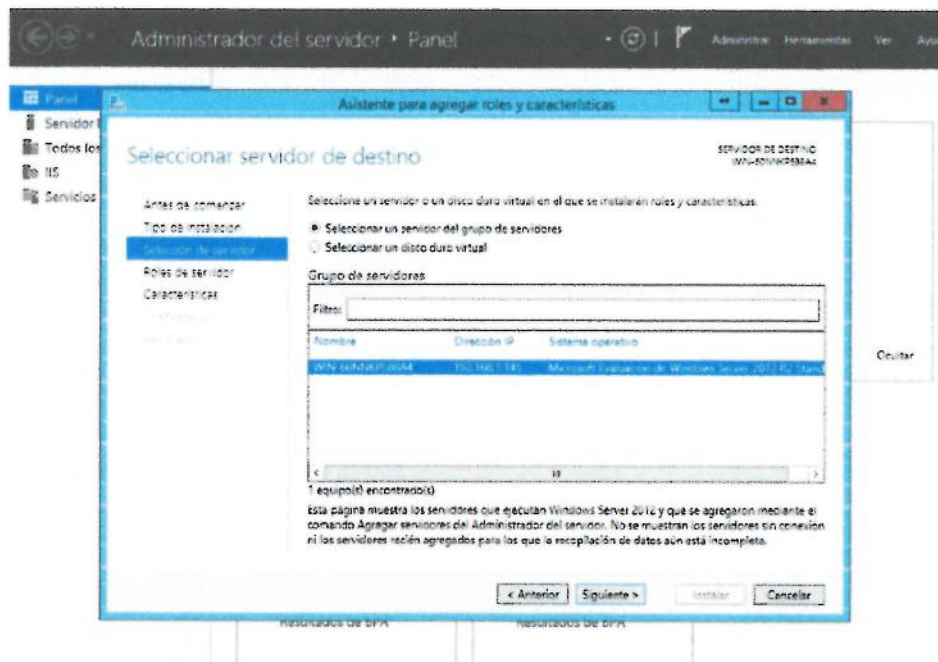 Administrador del servidor • Panel
Administrar Herramientas Ver
Panel
Servidor
Todos los
IIS
Servicios
Asistente para agregar roles y características
Seleccionar servidor de destino
SERVIDOR DE DESTINO
Antes de comenzar
Tipo de instalación
Selección de servidor
Roles de servidor
Características
Seleccione un servidor o un disco duro virtual en el que se instalarán roles y características.
Seleccionar un servidor del grupo de servidores
Seleccionar un disco duro virtual
Grupo de servidores
Filtro:
Nombre Dirección IP Sistema operativo
192.168.1.145 Microsoft Evaluación de Windows Server 2012 R2 Stand
1 equipo(s) encontrado(s)
Esta página muestra los servidores que ejecutan Windows Server 2012 y que se agregaron mediante el
comando Agregar servidores del Administrador del servidor. No se muestran los servidores sin conexión
ni los servidores recién agregados para los que la recopilación de datos aún está incompleta.
< Anterior Siguiente > Instalar Cancelar
Ocultar
Resultados de BPA Resultados de BPA